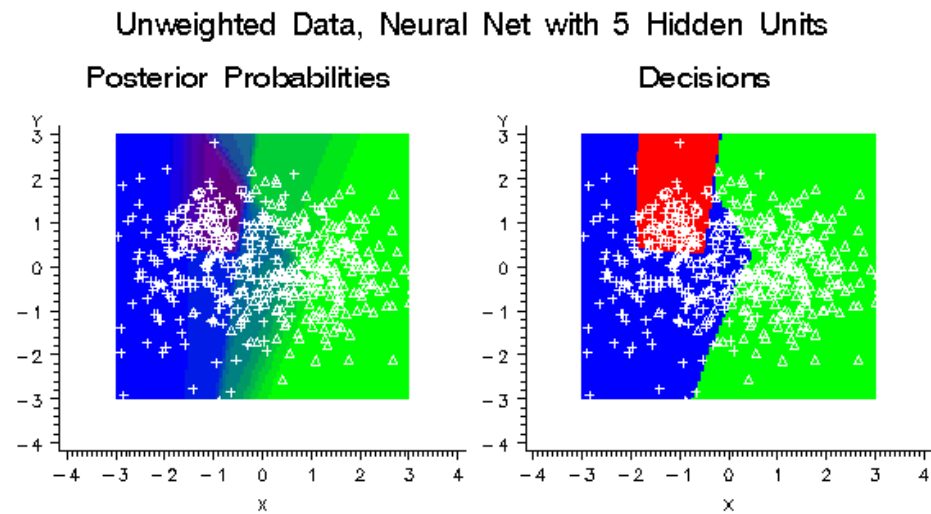 Unweighted Data, Neural Net with 5 Hidden Units
Posterior Probabilities
Decisions
Y
3
2
1
0
-1
-2
-3
-4
-4 -3 -2 -1 0 1 2 3 4
X
Y
3
2
1
0
-1
-2
-3
-4
-4 -3 -2 -1 0 1 2 3 4
X